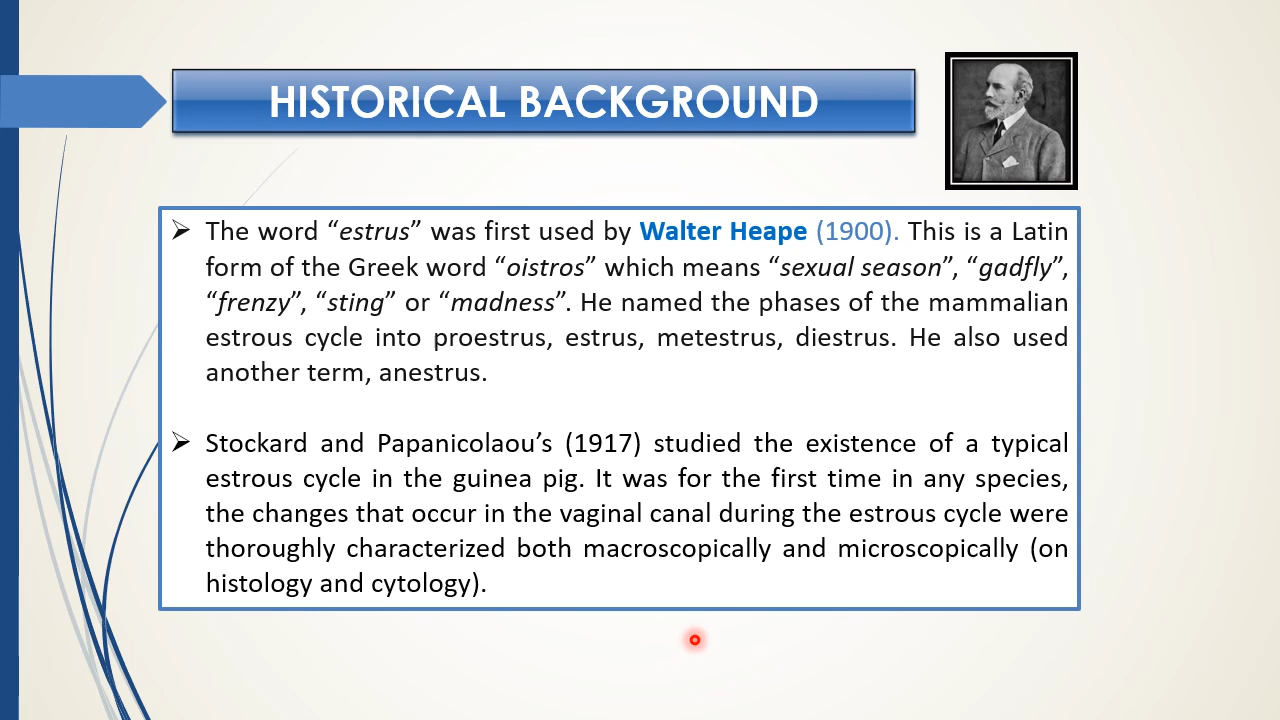 HISTORICAL BACKGROUND
The word “estrus” was first used by Walter Heape (1900). This is a Latin
form of the Greek word “oistros” which means “sexual season”, “gadfly”,
“frenzy”, “sting” or “madness”. He named the phases of the mammalian
estrous cycle into proestrus, estrus, metestrus, diestrus. He also used
another term, anestrus.
Stockard and Papanicolaou’s (1917) studied the existence of a typical
estrous cycle in the guinea pig. It was for the first time in any species,
the changes that occur in the vaginal canal during the estrous cycle were
thoroughly characterized both macroscopically and microscopically (on
histology and cytology).